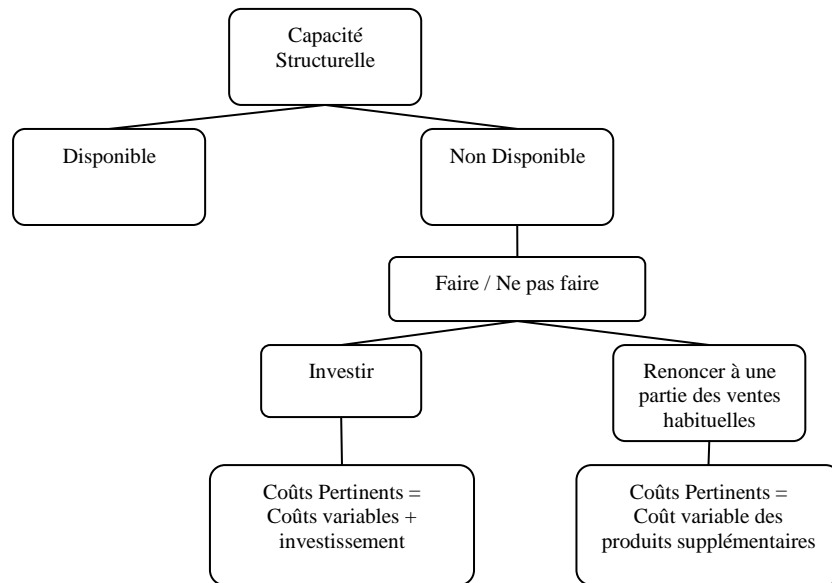 Capacité
Structurelle
Disponible
Non Disponible
Faire / Ne pas faire
Investir
Renoncer à une
partie des ventes
habituelles
Coûts Pertinents =
Coûts variables +
investissement
Coûts Pertinents =
Coût variable des
produits supplémentaires